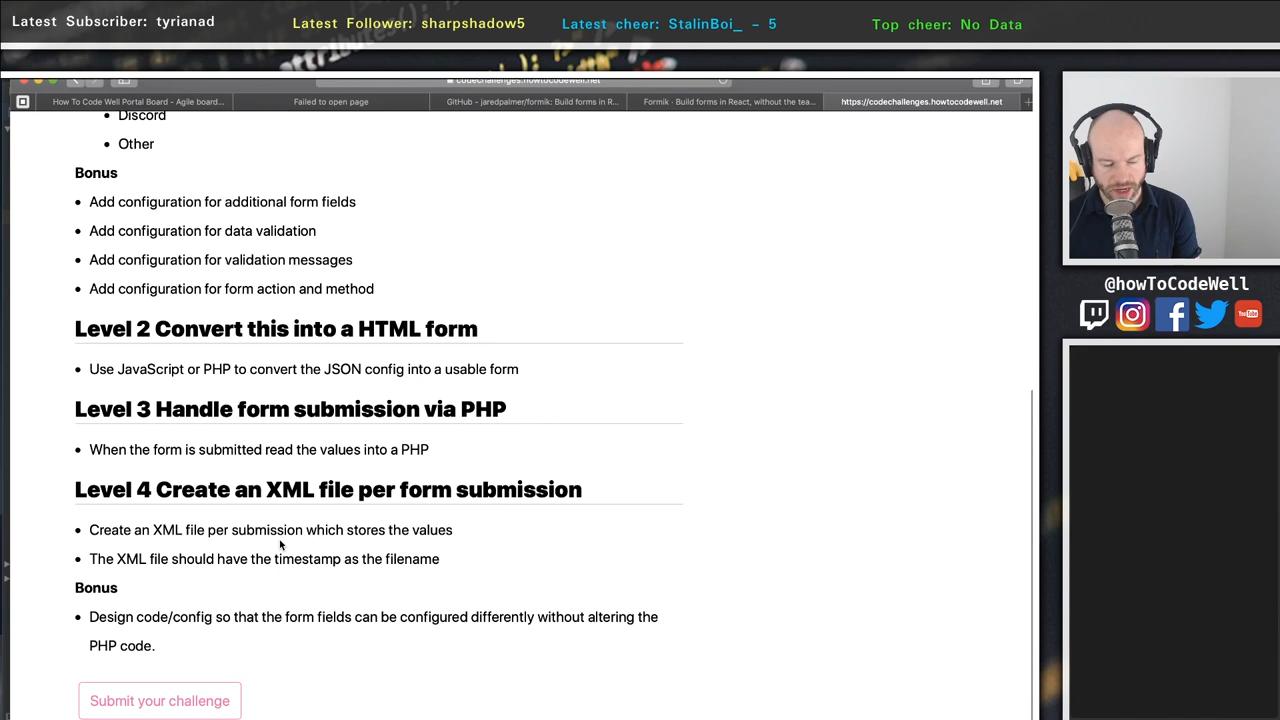 Latest Subscriber: tyrianad
Latest Follower: sharpshadow5
Latest cheer: StalinBoi_ - 5
Top cheer: No Data
attributes();
codechallenges.howtocodewell.net
How To Code Well Portal Board - Agile board...
Failed to open page
GitHub - jaredpalmer/formik: Build forms in R...
Formik · Build forms in React, without the tea...
https://codechallenges.howtocodewell.net
• Discord
• Other
Bonus
• Add configuration for additional form fields
• Add configuration for data validation
• Add configuration for validation messages
• Add configuration for form action and method
Level 2 Convert this into a HTML form
• Use JavaScript or PHP to convert the JSON config into a usable form
Level 3 Handle form submission via PHP
• When the form is submitted read the values into a PHP
Level 4 Create an XML file per form submission
• Create an XML file per submission which stores the values
• The XML file should have the timestamp as the filename
Bonus
• Design code/config so that the form fields can be configured differently without altering the
PHP code.
Submit your challenge
@howToCodeWell
You Tube